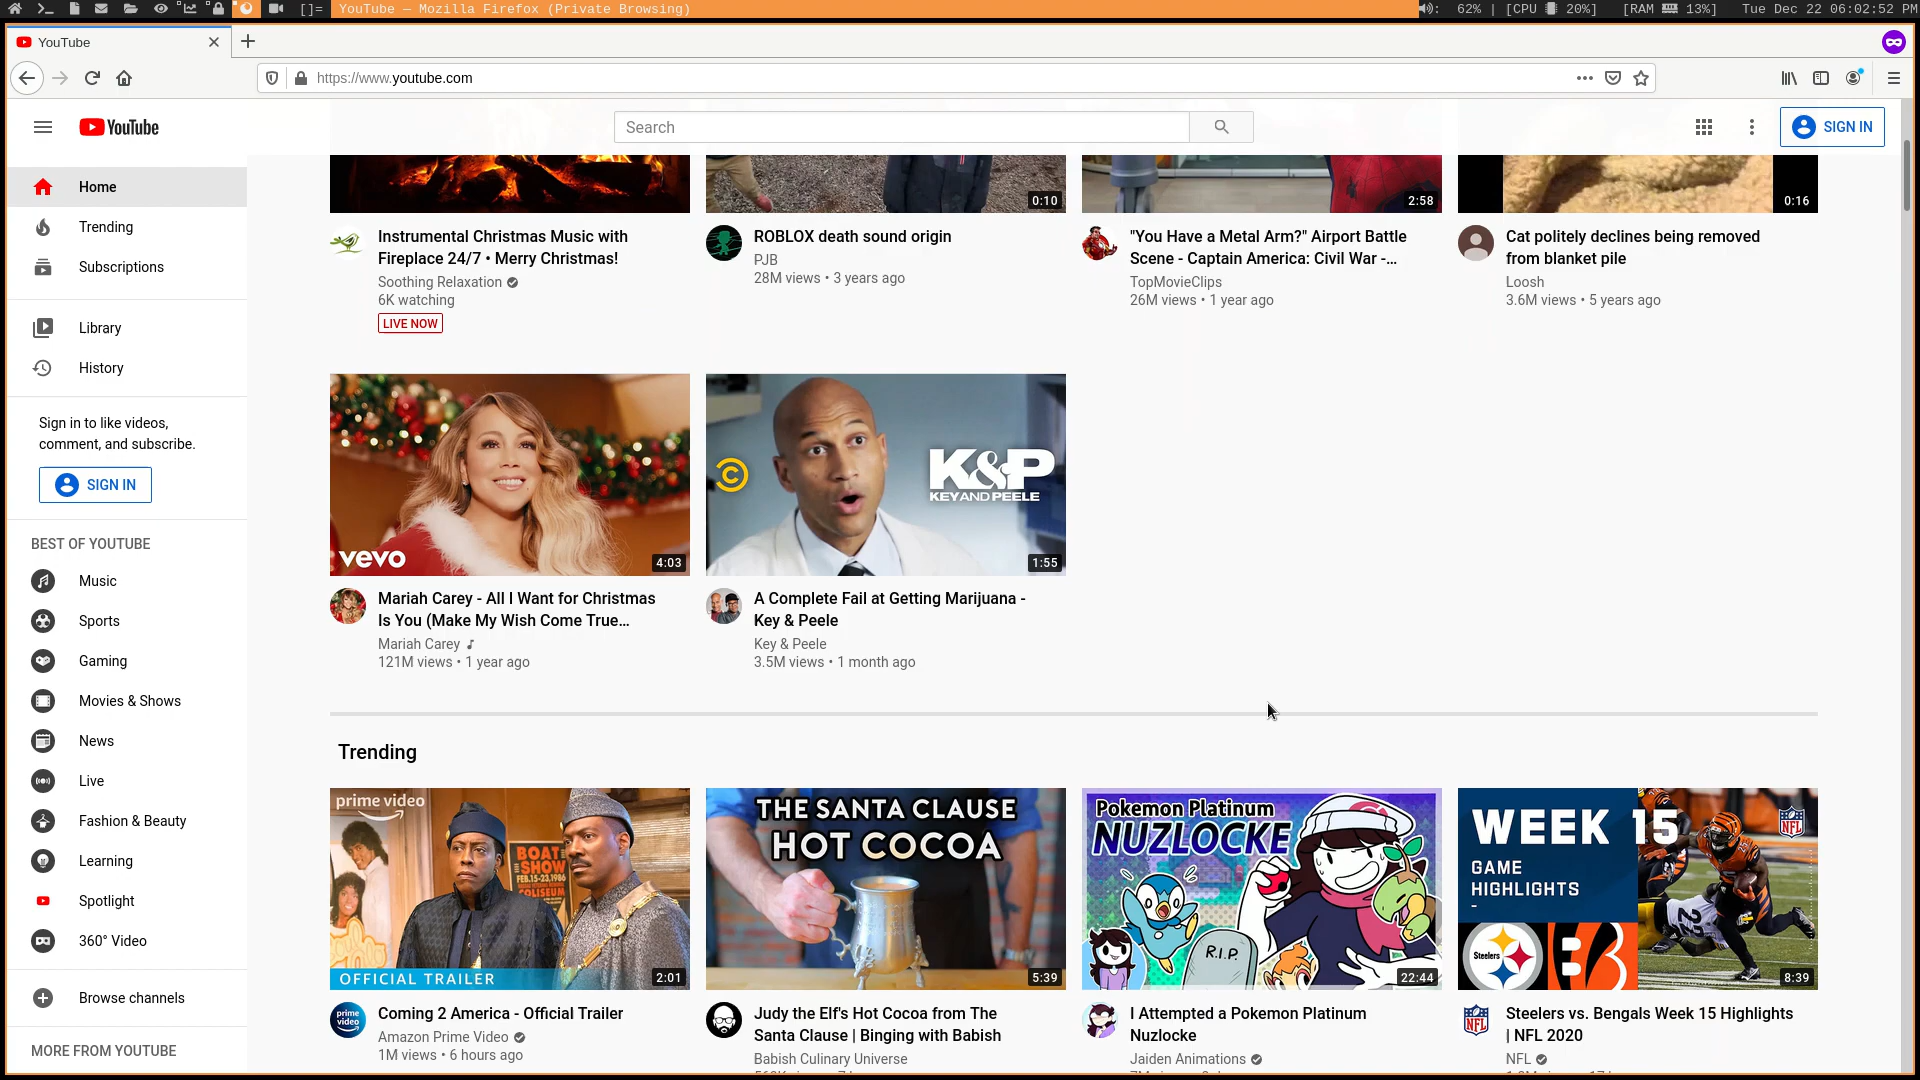 []= YouTube — Mozilla Firefox (Private Browsing) : 62% | [CPU 20%] [RAM 13%] Tue Dec 22 06:02:52 PM
YouTube
https://www.youtube.com
YouTube
Search
SIGN IN
Home
Trending
Subscriptions
Library
History
Sign in to like videos,
comment, and subscribe.
SIGN IN
BEST OF YOUTUBE
Music
Sports
Gaming
Movies & Shows
News
Live
Fashion & Beauty
Learning
Spotlight
360° Video
Browse channels
MORE FROM YOUTUBE
Instrumental Christmas Music with
Fireplace 24/7 • Merry Christmas!
Soothing Relaxation
6K watching
LIVE NOW
0:10
ROBLOX death sound origin
PJB
28M views • 3 years ago
2:58
"You Have a Metal Arm?" Airport Battle
Scene - Captain America: Civil War -...
TopMovieClips
26M views • 1 year ago
0:16
Cat politely declines being removed
from blanket pile
Loosh
3.6M views • 5 years ago
vevo
4:03
Mariah Carey - All I Want for Christmas
Is You (Make My Wish Come True...
Mariah Carey
121M views • 1 year ago
K&P
KEY AND PEELE
1:55
A Complete Fail at Getting Marijuana -
Key & Peele
Key & Peele
3.5M views • 1 month ago
Trending
prime video
BOAT
SHOW
FEB.15-23,1986
COLISEUM
OFFICIAL TRAILER
2:01
prime video
Coming 2 America - Official Trailer
Amazon Prime Video
1M views • 6 hours ago
THE SANTA CLAUSE
HOT COCOA
5:39
Judy the Elf's Hot Cocoa from The
Santa Clause | Binging with Babish
Babish Culinary Universe
Pokemon Platinum
NUZLOCKE
R.I.P.
22:44
I Attempted a Pokemon Platinum
Nuzlocke
Jaiden Animations
WEEK 15
GAME
HIGHLIGHTS
-
NFL
Steelers
22
8:39
NFL
Steelers vs. Bengals Week 15 Highlights
| NFL 2020
NFL